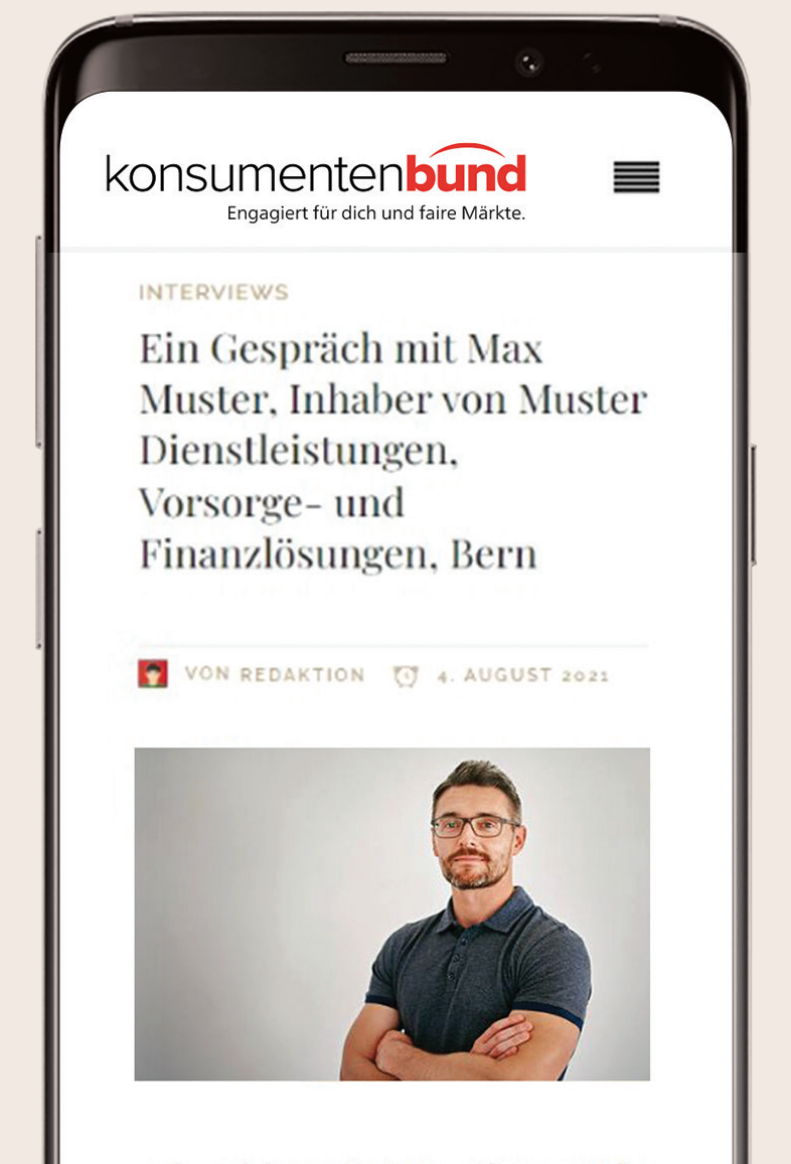 konsumentenbund
Engagiert für dich und faire Märkte.
INTERVIEWS
Ein Gespräch mit Max
Muster, Inhaber von Muster
Dienstleistungen,
Vorsorge- und
Finanzlösungen, Bern
VON REDAKTION 4. AUGUST 2021